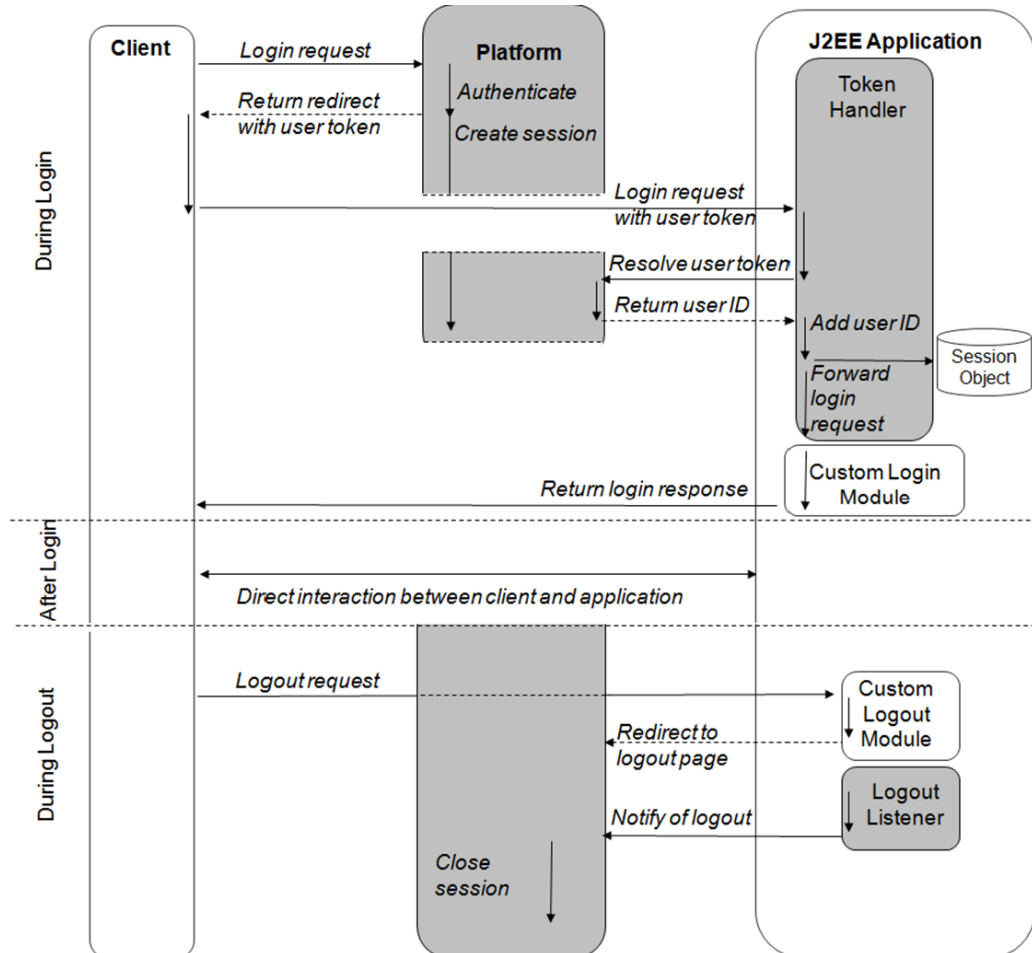 Client
Platform
J2EE Application
Login request
Token
Handler
Authenticate
Return redirect
with user token
Create session
During Login
Login request
with user token
Resolve user token
Return user ID
Add user ID
Session
Object
Forward
login
request
Custom Login
Module
Return login response
After Login
Direct interaction between client and application
During Logout
Logout request
Custom
Logout
Module
Redirect to
logout page
Logout
Listener
Notify of logout
Close
session